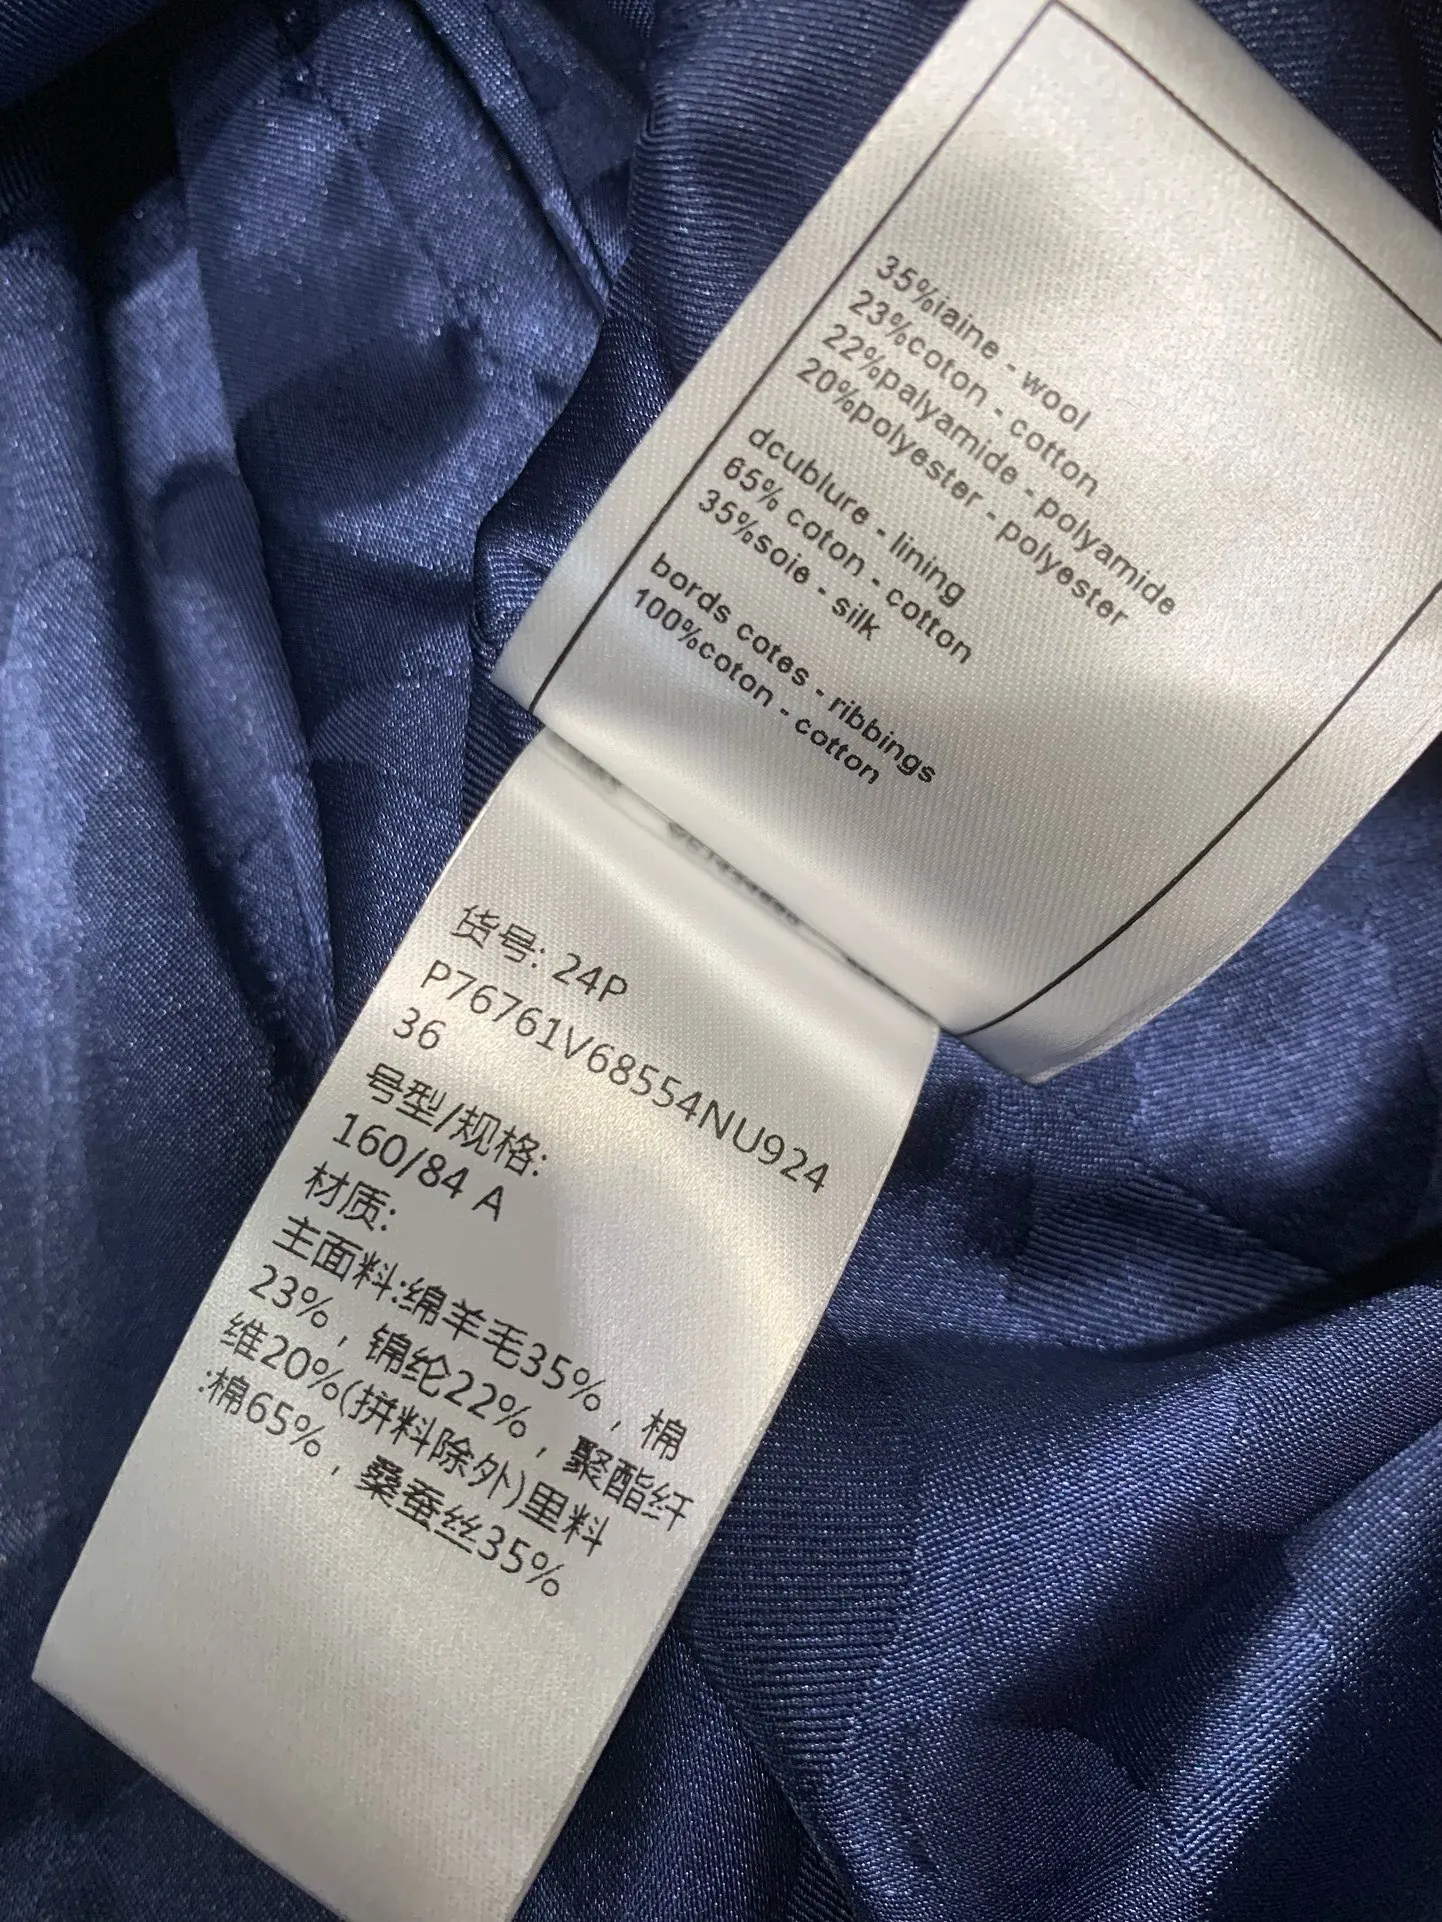 35%laine - wool
23%coton - cotton
22%palyamide - polyamide
20%polyester - polyester
dcublure - lining
65% coton - cotton
35%soie - silk
bords cotes - ribbings
100%coton - cotton
货号: 24P
P76761V68554NU924
36
号型/规格:
160/84 A
材质:
主面料:绵羊毛35%，棉
23%，锦纶22%，聚酯纤
维20%(拼料除外)里料
:棉65%，桑蚕丝35%